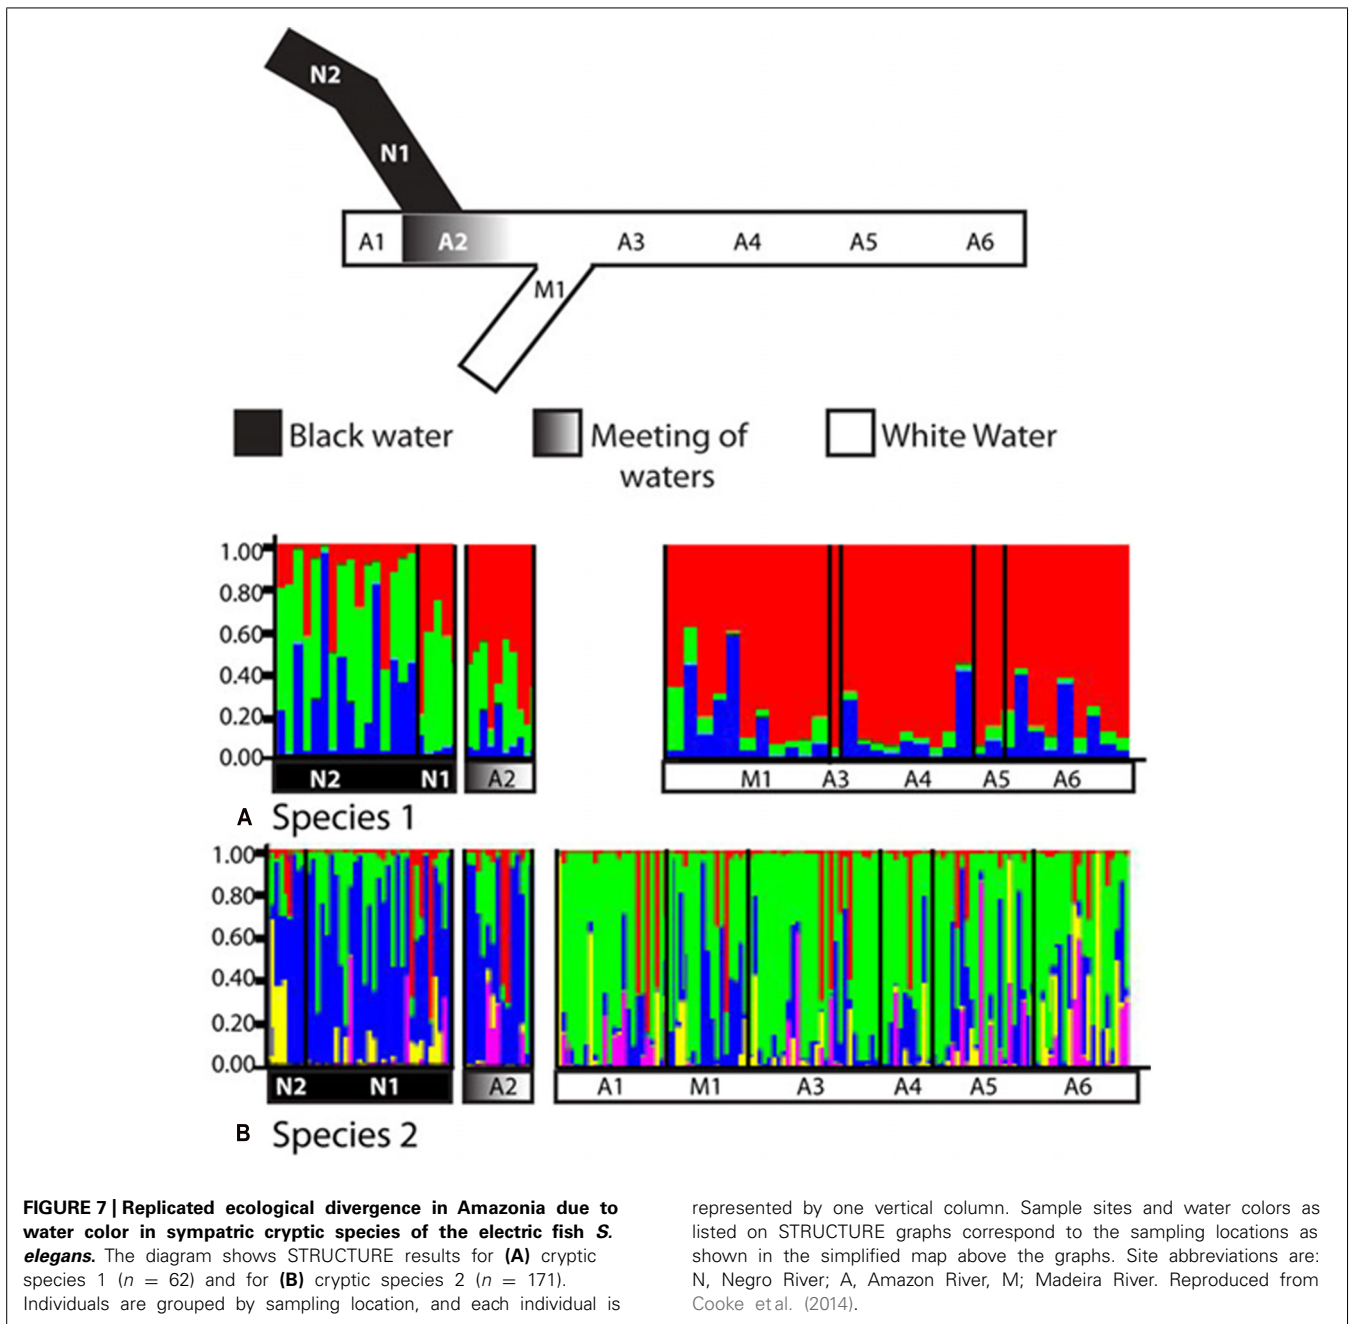 N2
N1
A1 A2 A3 A4 A5 A6
M1
Black water
Meeting of
waters
White Water
1.00
0.80
0.60
0.40
0.20
0.00
N2 N1 A2 M1 A3 A4 A5 A6
A Species 1
1.00
0.80
0.60
0.40
0.20
0.00
N2 N1 A2 A1 M1 A3 A4 A5 A6
B Species 2
FIGURE 7 | Replicated ecological divergence in Amazonia due to
water color in sympatric cryptic species of the electric fish S.
elegans. The diagram shows STRUCTURE results for (A) cryptic
species 1 (n = 62) and for (B) cryptic species 2 (n = 171).
Individuals are grouped by sampling location, and each individual is
represented by one vertical column. Sample sites and water colors as
listed on STRUCTURE graphs correspond to the sampling locations as
shown in the simplified map above the graphs. Site abbreviations are:
N, Negro River; A, Amazon River, M; Madeira River. Reproduced from
Cooke et al. (2014).